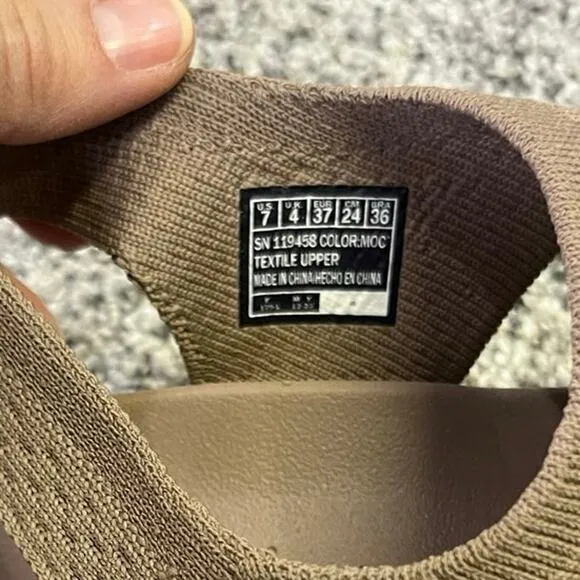 U.S. U.K. EUR CM BRA
7 4 37 24 36
SN 119458 COLOR:MOC
TEXTILE UPPER
MADE IN CHINA/HECHO EN CHINA